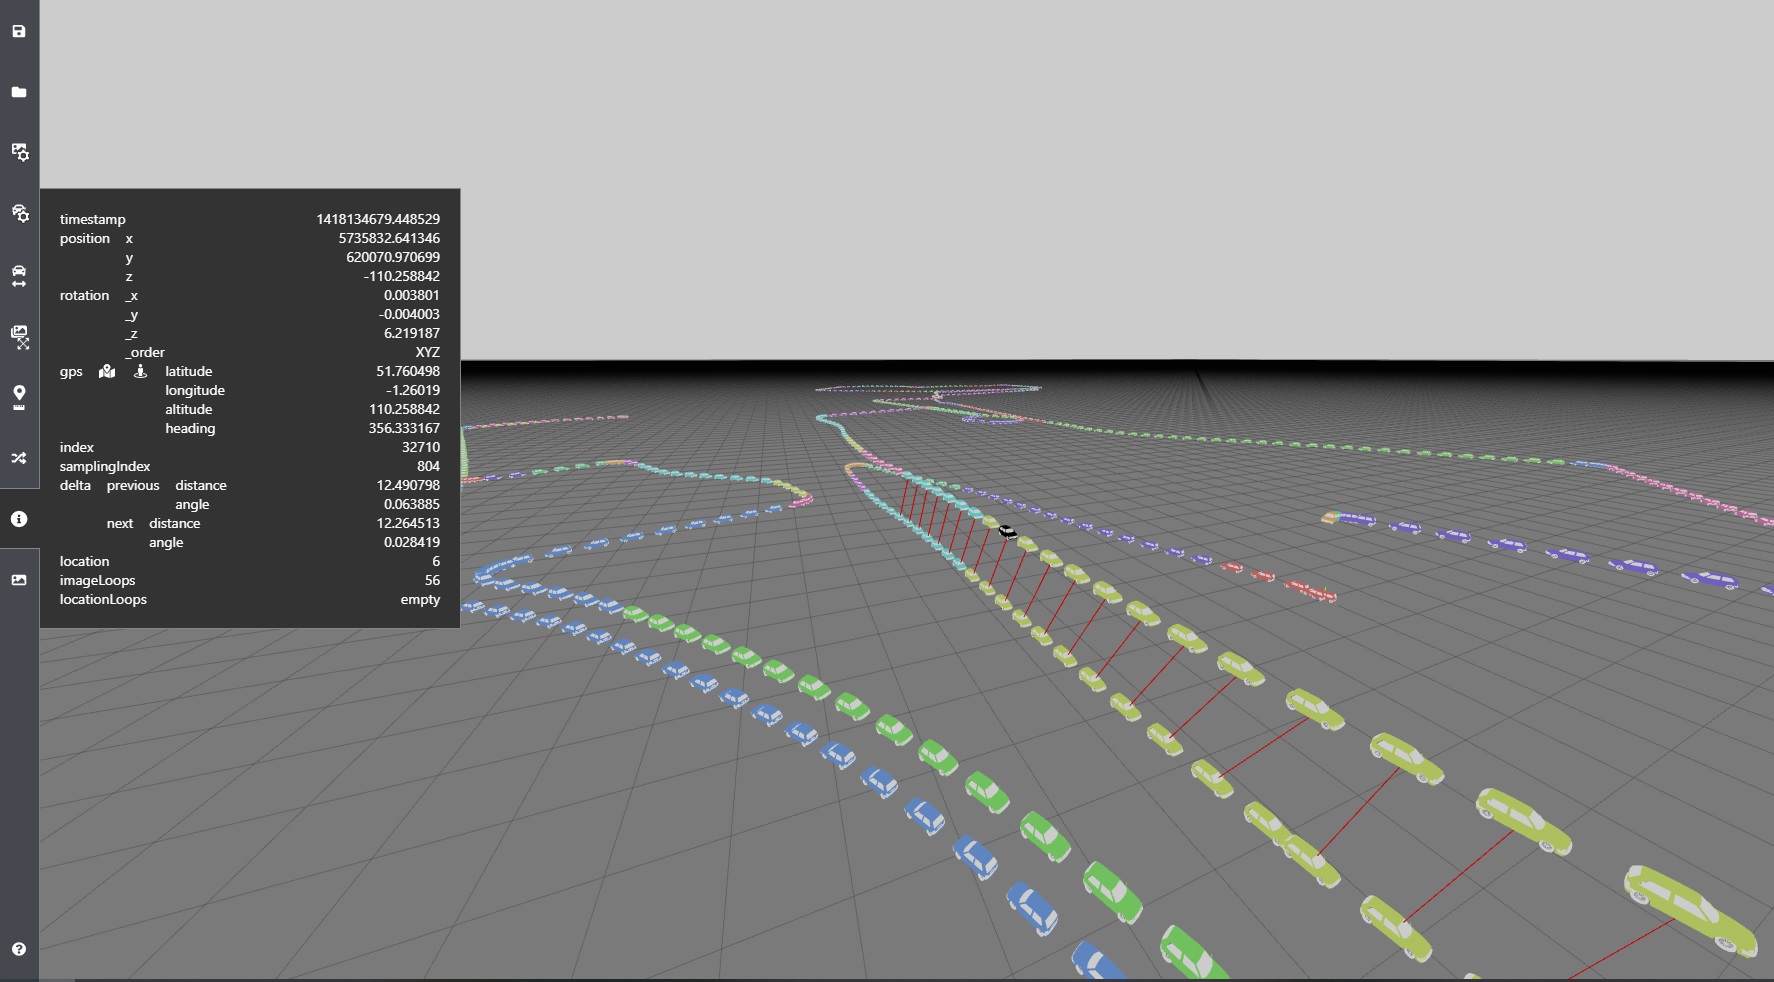 timestamp 1418134679.448529
position x 5735832.641346
y 620070.970699
z -110.258842
rotation _x 0.003801
_y -0.004003
_z 6.219187
_order XYZ
gps latitude 51.760498
longitude -1.26019
altitude 110.258842
heading 356.333167
index 32710
samplingIndex 804
delta previous distance 12.490798
angle 0.063885
next distance 12.264513
angle 0.028419
location 6
imageLoops 56
locationLoops empty